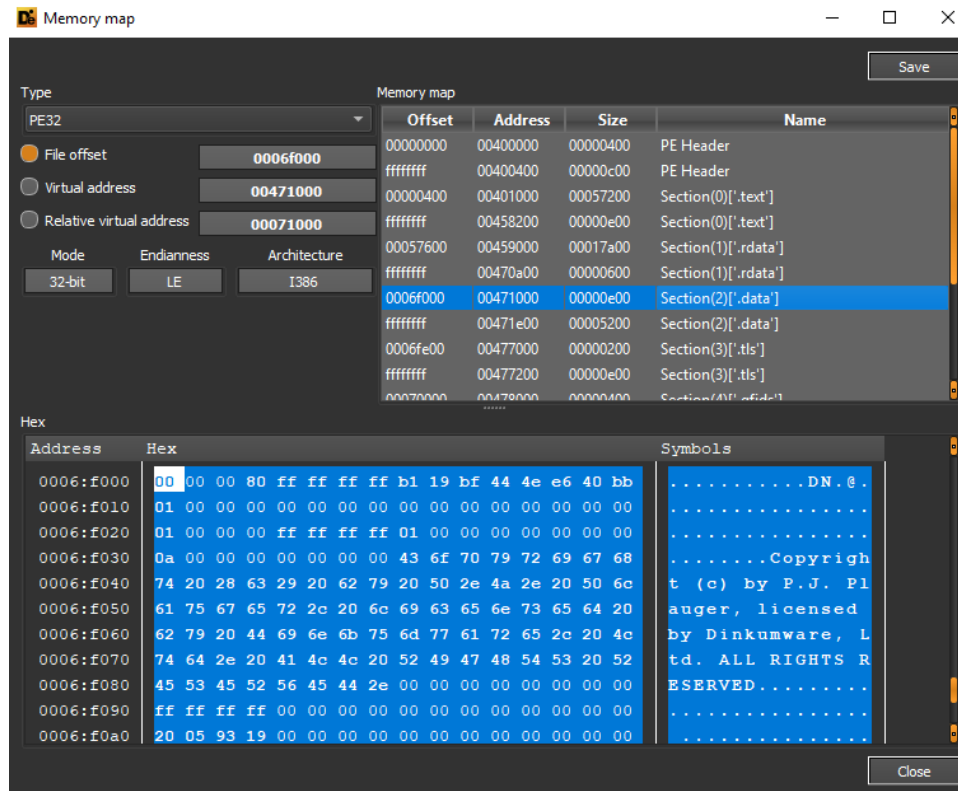 Memory map
Save
Type
Memory map
PE32
File offset 0006f000
Virtual address 00471000
Relative virtual address 00071000
Mode Endianness Architecture
32-bit LE I386
Offset Address Size Name
00000000 00400000 00000400 PE Header
ffffffff 00400400 00000c00 PE Header
00000400 00401000 00057200 Section(0)['.text']
ffffffff 00458200 00000e00 Section(0)['.text']
00057600 00459000 00017a00 Section(1)['.rdata']
ffffffff 00470a00 00000600 Section(1)['.rdata']
0006f000 00471000 00000e00 Section(2)['.data']
ffffffff 00471e00 00005200 Section(2)['.data']
0006fe00 00477000 00000200 Section(3)['.tls']
ffffffff 00477200 00000e00 Section(3)['.tls']
00070000 00478000 00000400 Section(4)['.gfids']
Hex
Address Hex Symbols
0006:f000 00 00 00 80 ff ff ff ff b1 19 bf 44 4e e6 40 bb ...........DN.@.
0006:f010 01 00 00 00 00 00 00 00 00 00 00 00 00 00 00 00 ................
0006:f020 01 00 00 00 ff ff ff ff 01 00 00 00 00 00 00 00 ................
0006:f030 0a 00 00 00 00 00 00 00 43 6f 70 79 72 69 67 68 ........Copyrigh
0006:f040 74 20 28 63 29 20 62 79 20 50 2e 4a 2e 20 50 6c t (c) by P.J. Pl
0006:f050 61 75 67 65 72 2c 20 6c 69 63 65 6e 73 65 64 20 auger, licensed
0006:f060 62 79 20 44 69 6e 6b 75 6d 77 61 72 65 2c 20 4c by Dinkumware, L
0006:f070 74 64 2e 20 41 4c 4c 20 52 49 47 48 54 53 20 52 td. ALL RIGHTS R
0006:f080 45 53 45 52 56 45 44 2e 00 00 00 00 00 00 00 00 ESERVED.........
0006:f090 ff ff ff ff 00 00 00 00 00 00 00 00 00 00 00 00 ................
0006:f0a0 20 05 93 19 00 00 00 00 00 00 00 00 00 00 00 00 ...............
Close